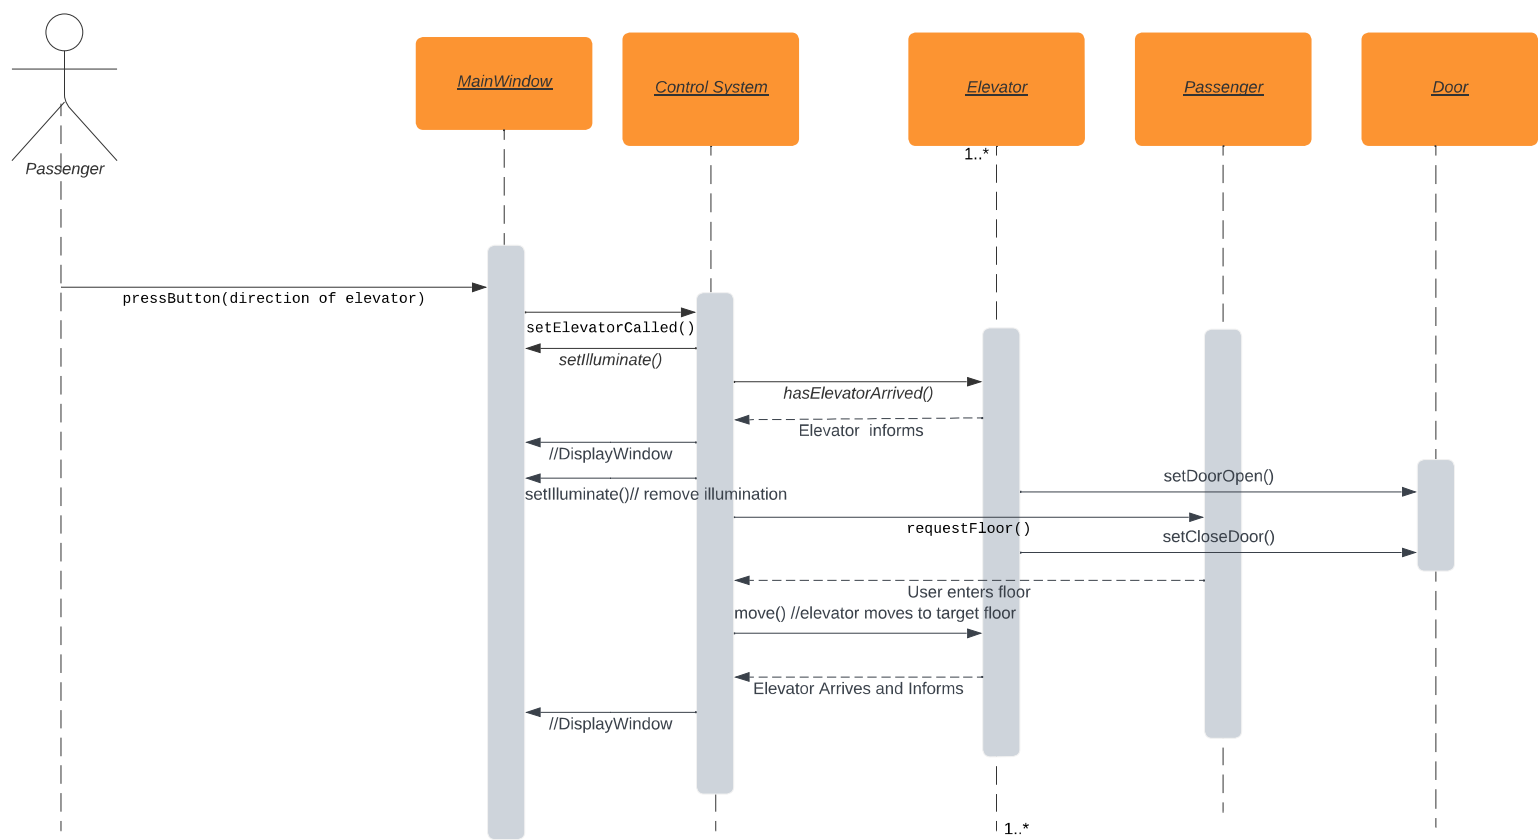 MainWindow
Control System
Elevator
Passenger
Door
1..*
Passenger
pressButton(direction of elevator)
setElevatorCalled()
setIlluminate()
hasElevatorArrived()
Elevator  informs
//DisplayWindow
setDoorOpen()
setIlluminate()// remove illumination
requestFloor()
setCloseDoor()
User enters floor
move() //elevator moves to target floor
Elevator Arrives and Informs
//DisplayWindow
1..*